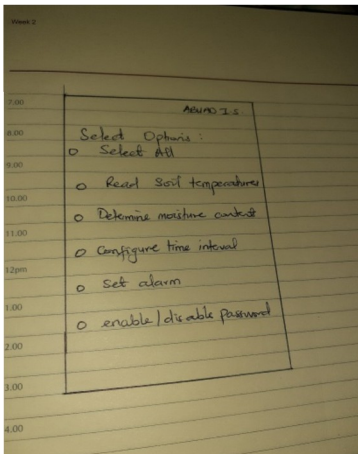 Week 2
7.00
8.00
Select Options :
o Select All
9.00
o Read Soil temperatures
10.00
o Determine moisture content
11.00
o Configure time interval
12pm
o Set alarm
1.00
o enable/disable password
2.00
3.00
4.00